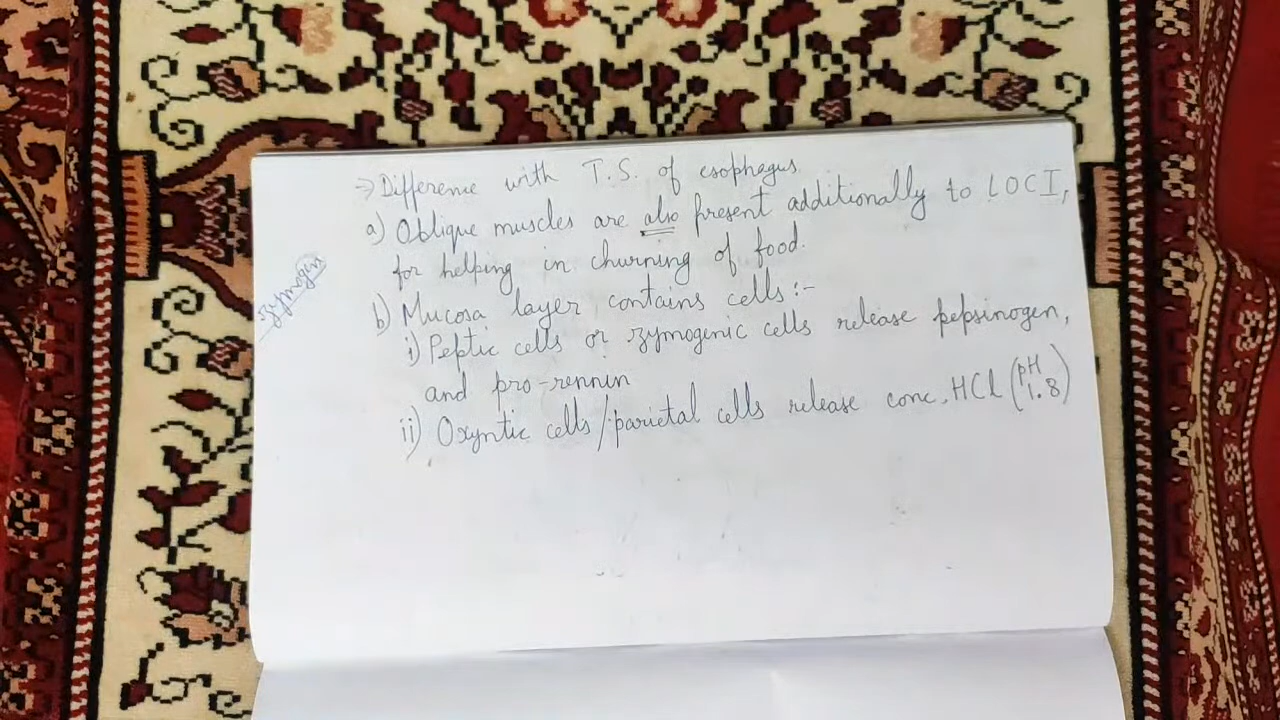 ⇒ Difference with T.S. of esophagus
a) Oblique muscles are also present additionally to LOCI,
for helping in churning of food.
zymogen
b) Mucosa layer contains cells :-
i) Peptic cells or zymogenic cells release pepsinogen,
and pro-rennin
ii) Oxyntic cells/parietal cells release conc. HCl (pH 1.8)